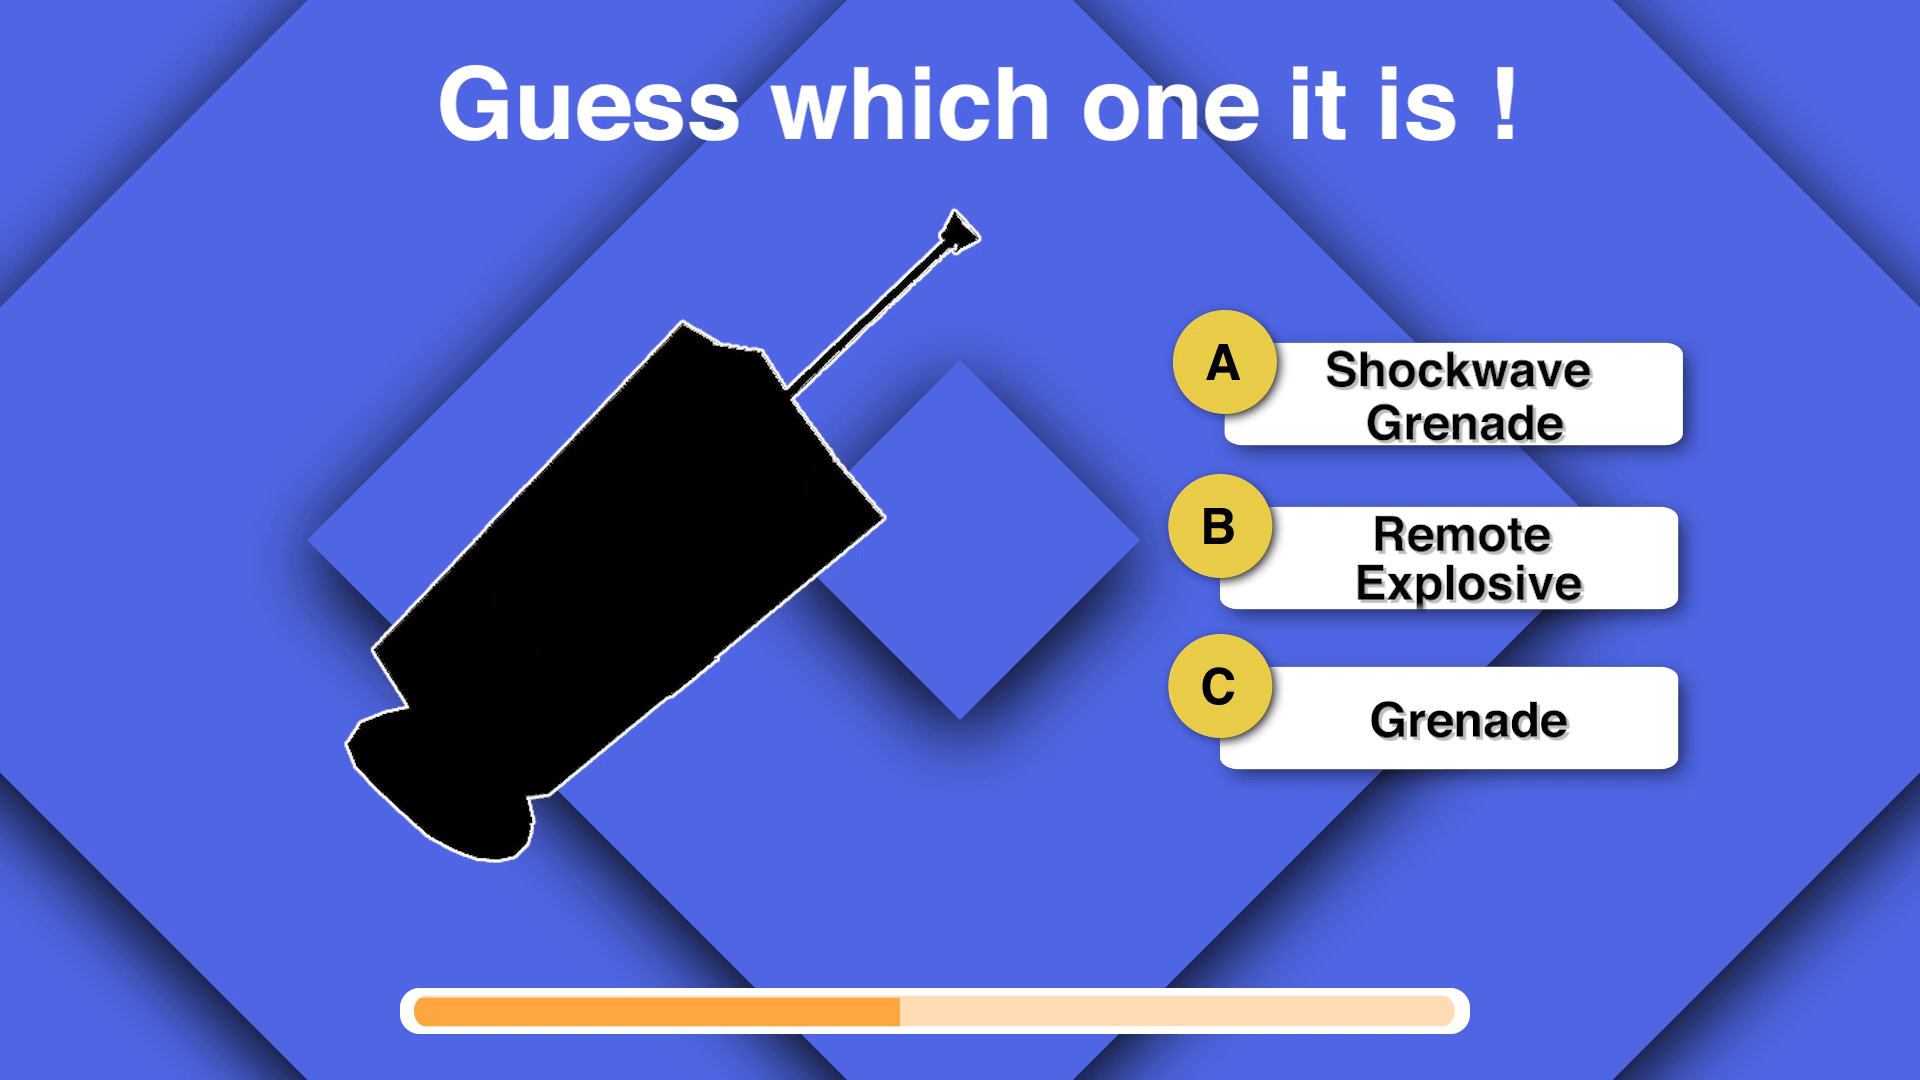 Guess which one it is !
A
Shockwave
Grenade
B
Remote
Explosive
C
Grenade